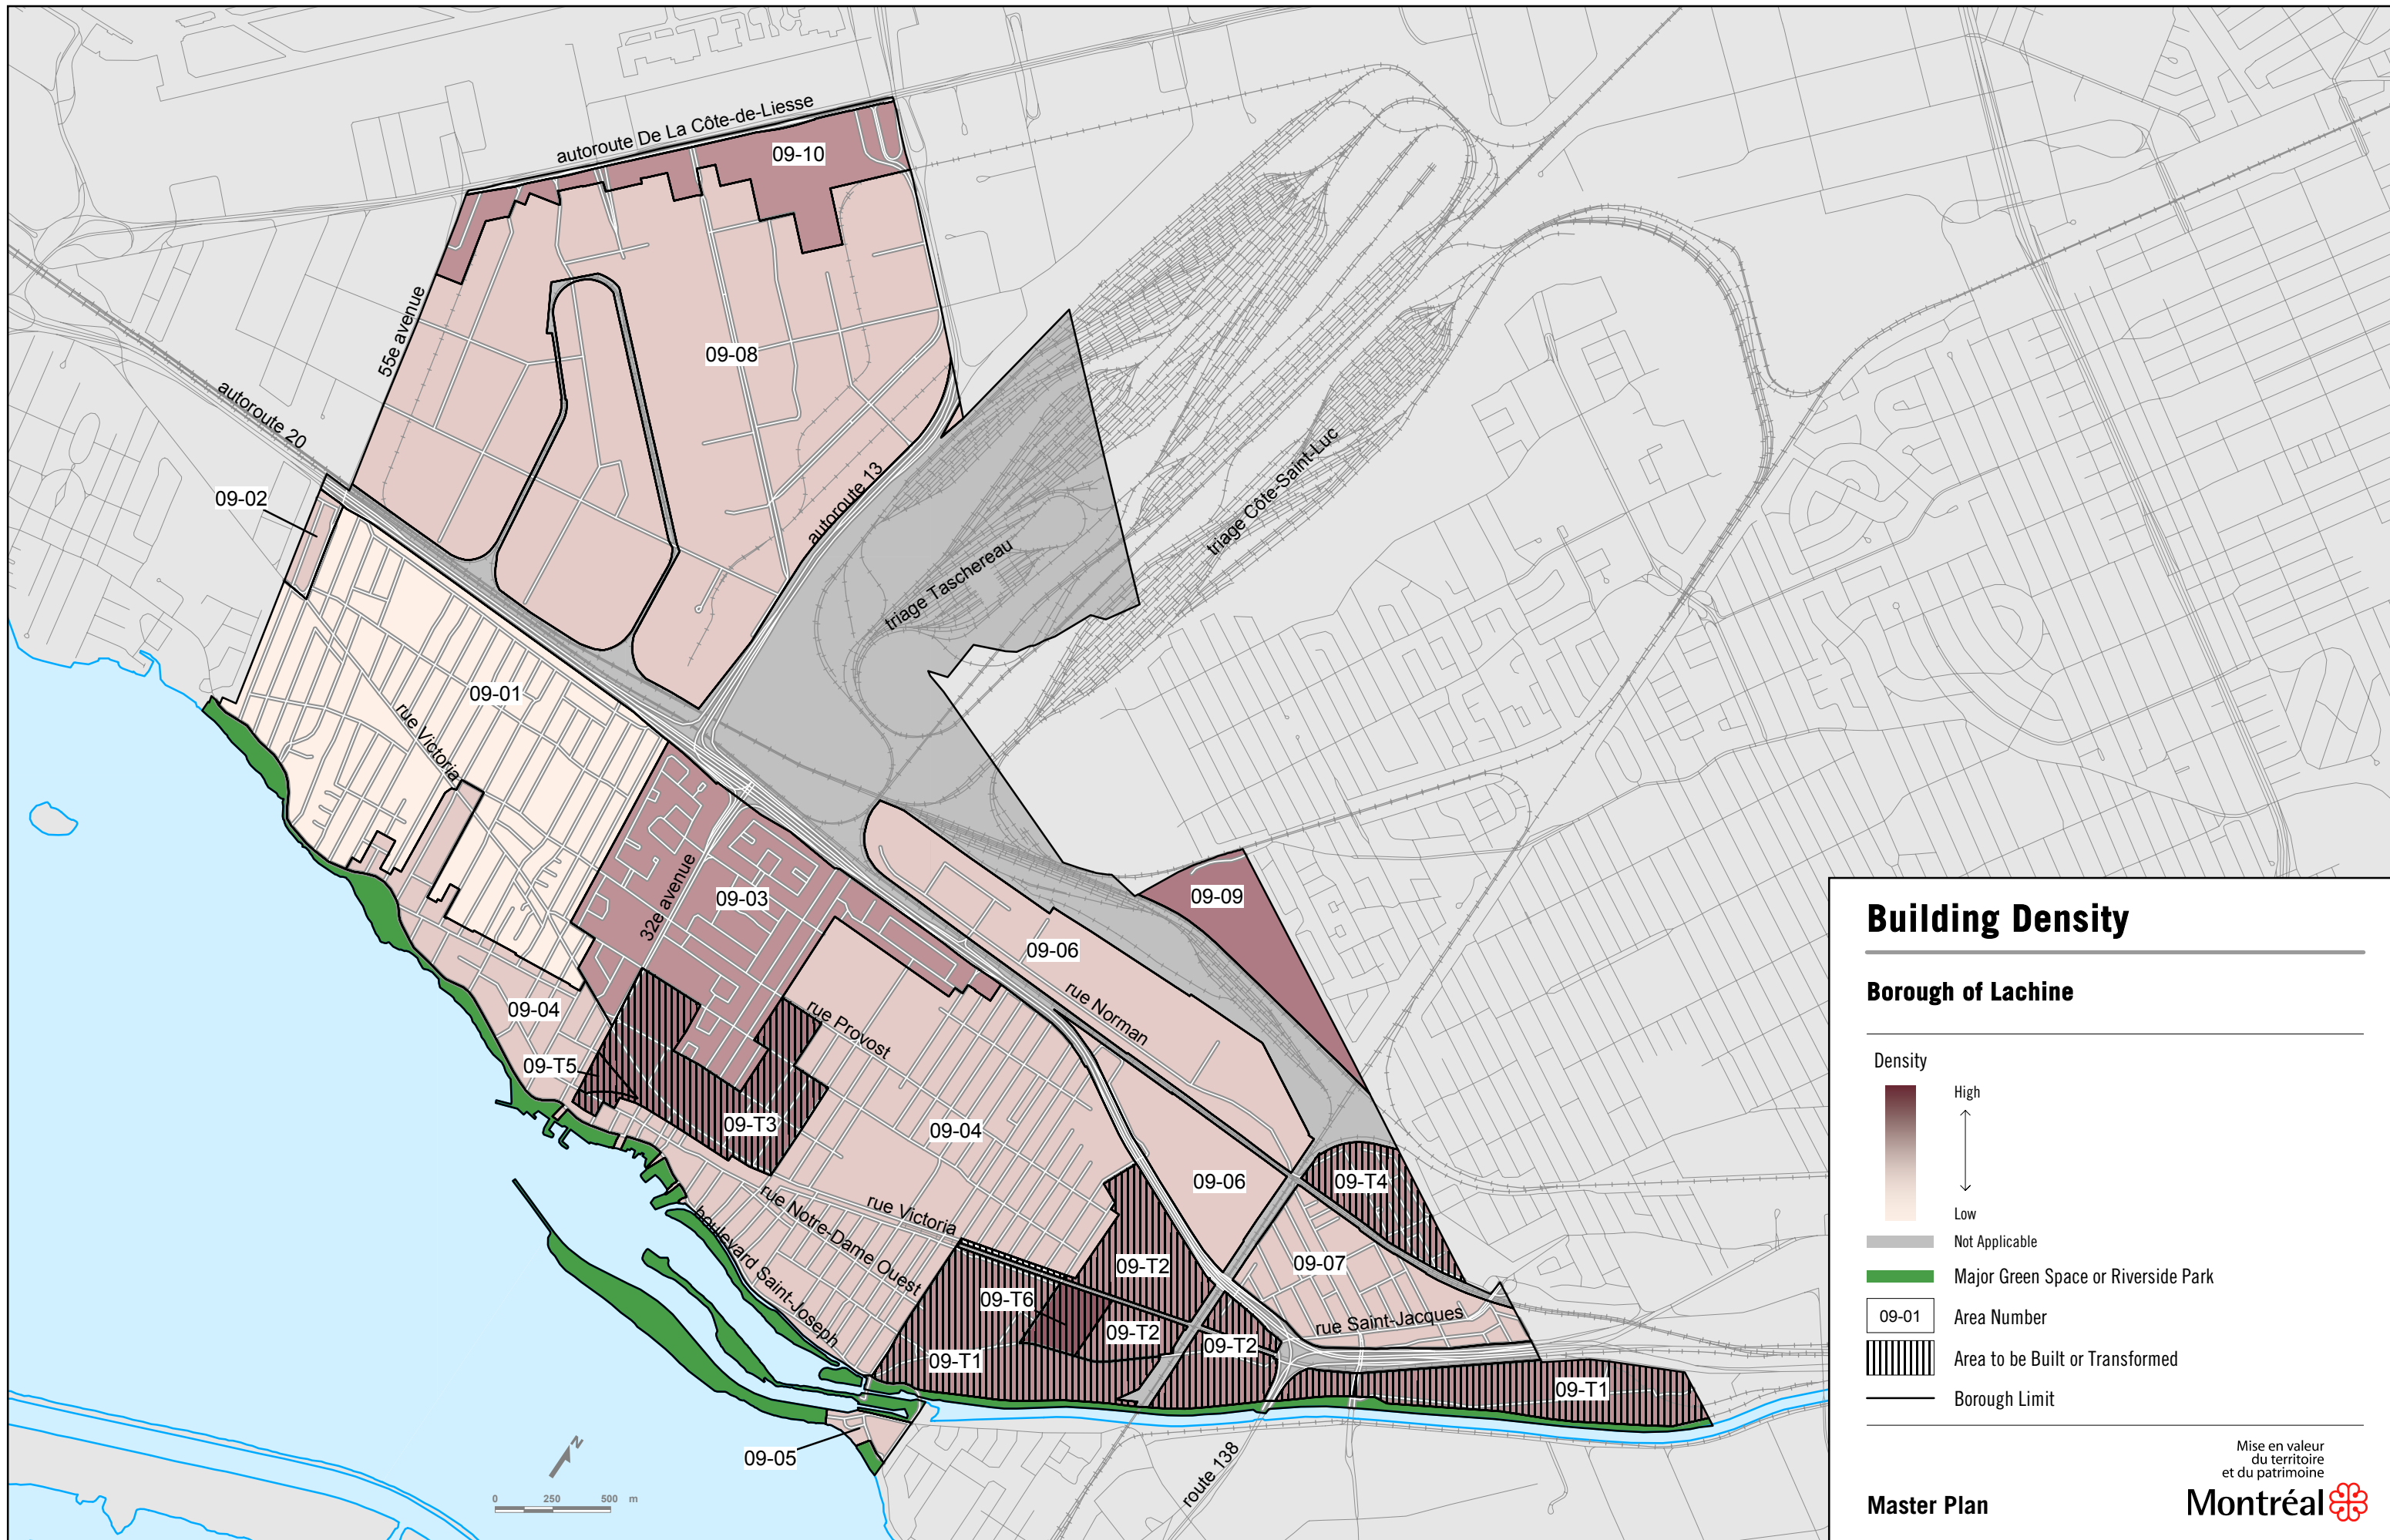 autoroute De La Côte-de-Liesse
09-10
55e avenue
09-08
autoroute 20
09-02
autoroute 13
triage Côte-Saint-Luc
triage Taschereau
09-01
rue Victoria
09-03
32e avenue
09-09
09-06
rue Norman
09-04
rue Provost
09-T5
09-T3
09-04
09-06
09-T4
rue Victoria
rue Notre-Dame Ouest
boulevard Saint-Joseph
09-T2
09-07
09-T6
09-T2
09-T2
rue Saint-Jacques
09-T1
09-T1
09-05
route 138
N
0 250 500 m
Building Density
Borough of Lachine
Density
High
Low
Not Applicable
Major Green Space or Riverside Park
09-01 Area Number
Area to be Built or Transformed
Borough Limit
Mise en valeur
du territoire
et du patrimoine
Master Plan
Montréal